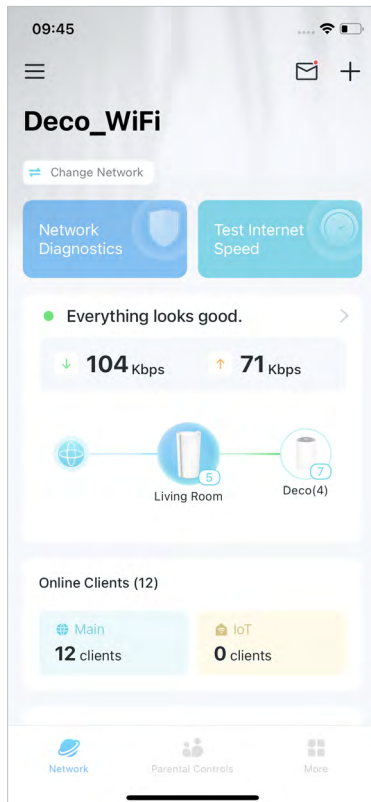 09:45
Deco_WiFi
Change Network
Network
Diagnostics
Test Internet
Speed
Everything looks good.
104 Kbps
71 Kbps
5
7
Living Room
Deco(4)
Online Clients (12)
Main
IoT
12 clients
0 clients
Network
Parental Controls
More